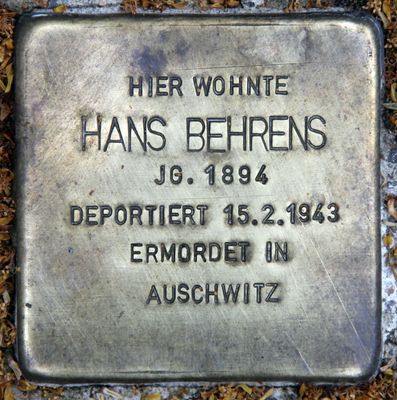 HIER WOHNTE
HANS BEHRENS
JG. 1894
DEPORTIERT 15.2.1943
ERMORDET IN
AUSCHWITZ